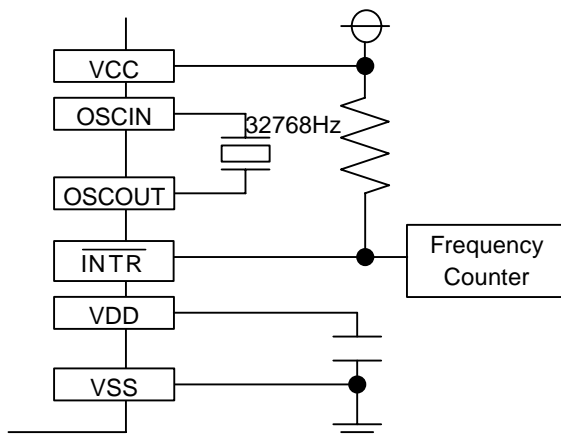 VCC
OSCIN
32768Hz
OSCOUT
INTR
Frequency
Counter
VDD
VSS